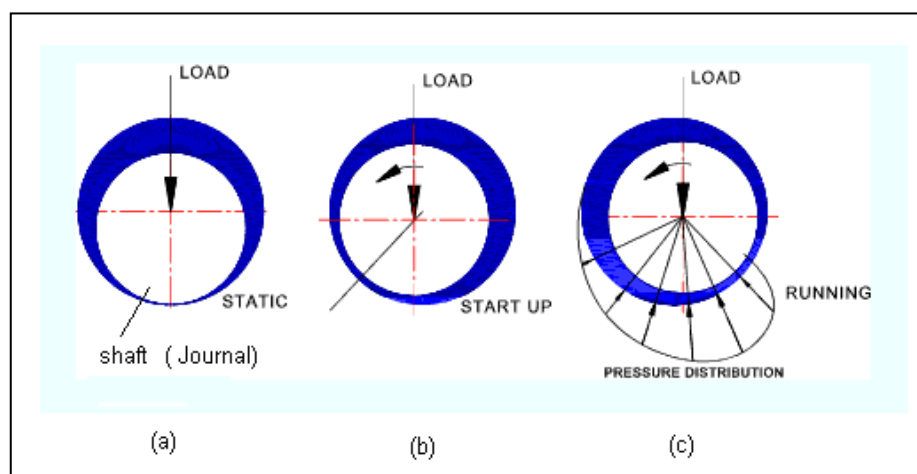 LOAD
STATIC
shaft ( Journal)
(a)
LOAD
START UP
(b)
LOAD
RUNNING
PRESSURE DISTRIBUTION
(c)